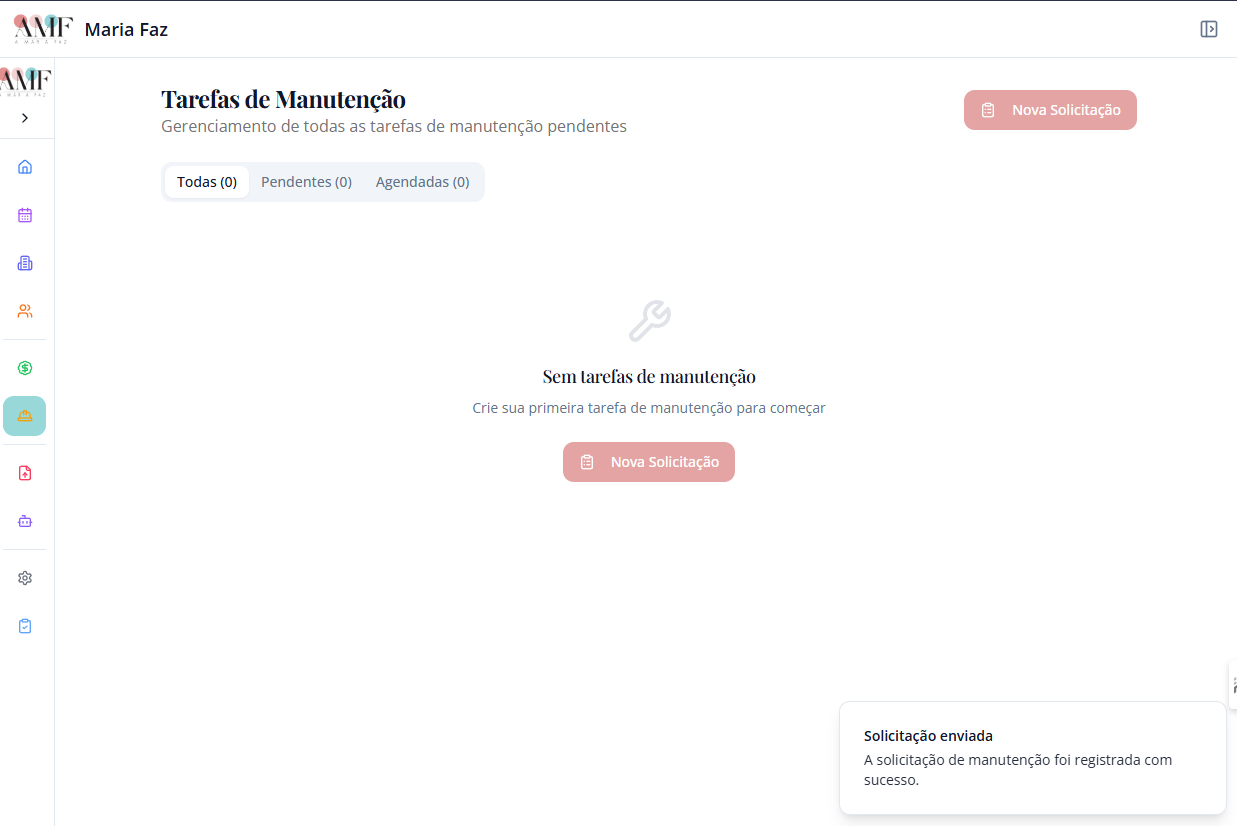 AMF
A MAR A FAZ
Maria Faz
AMF
A MAR A FAZ
Tarefas de Manutenção
Gerenciamento de todas as tarefas de manutenção pendentes
Nova Solicitação
Todas (0)
Pendentes (0)
Agendadas (0)
Sem tarefas de manutenção
Crie sua primeira tarefa de manutenção para começar
Nova Solicitação
Solicitação enviada
A solicitação de manutenção foi registrada com
sucesso.